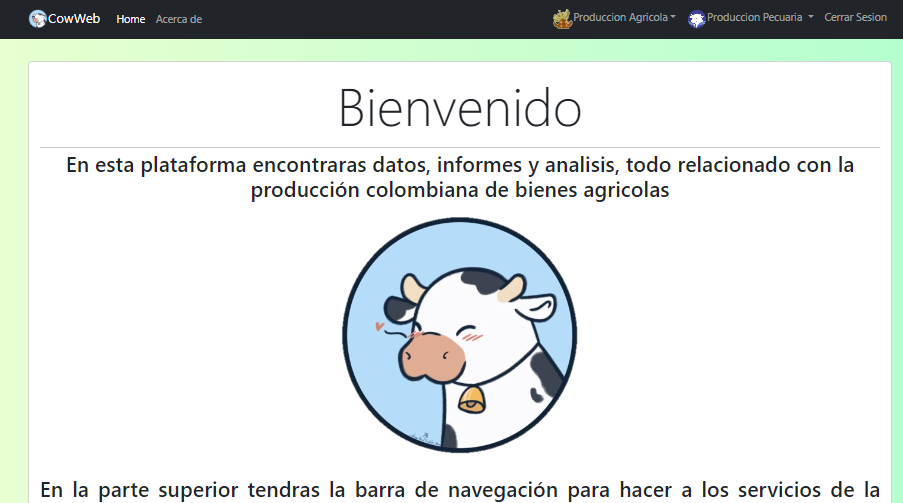 CowWeb Home Acerca de Produccion Agricola Produccion Pecuaria Cerrar Sesion
Bienvenido
En esta plataforma encontraras datos, informes y analisis, todo relacionado con la
producción colombiana de bienes agricolas
En la parte superior tendras la barra de navegación para hacer a los servicios de la